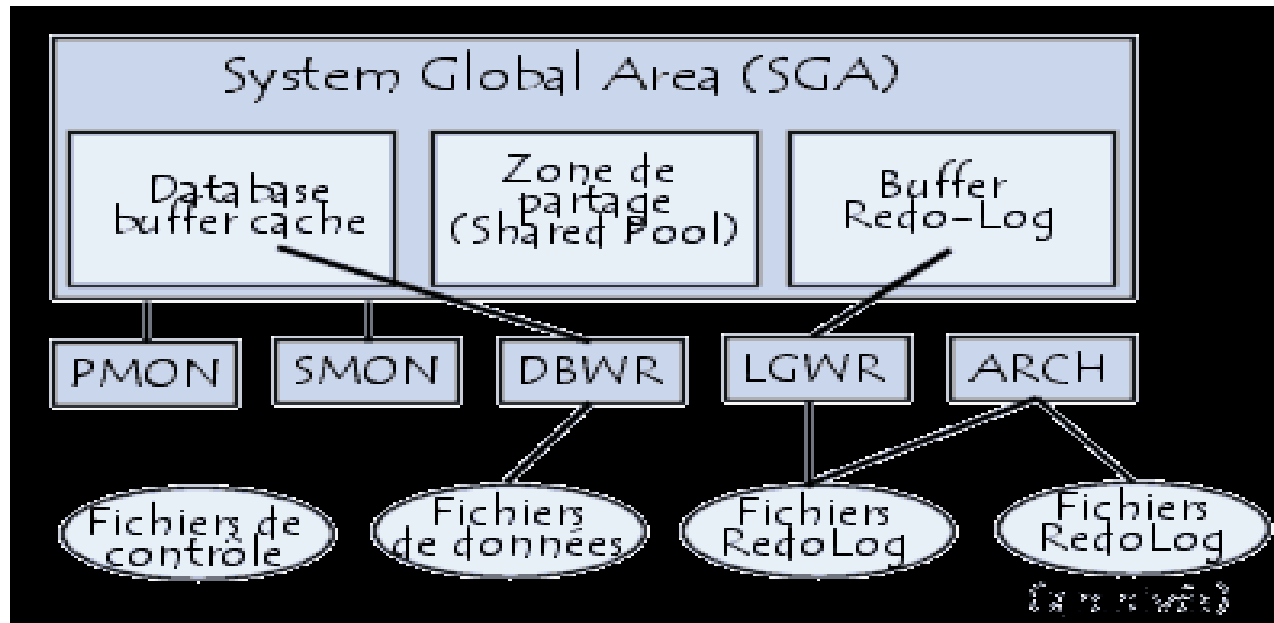 System Global Area (SGA)
Database
buffer cache
Zone de
partage
(Shared Pool)
Buffer
Redo-Log
PMON
SMON
DBWR
LGWR
ARCH
Fichiers de
contrôle
Fichiers
de données
Fichiers
RedoLog
Fichiers
RedoLog